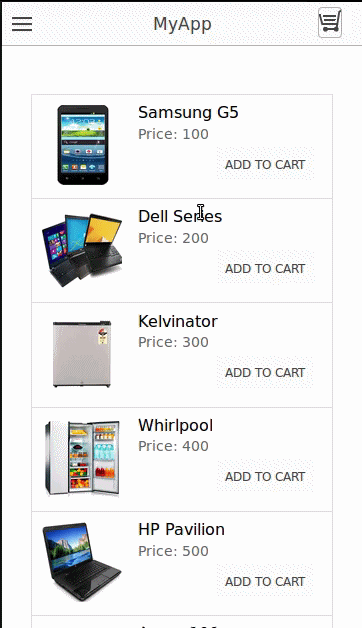 MyApp
Samsung G5
Price: 100
ADD TO CART
Dell Series
Price: 200
ADD TO CART
Kelvinator
Price: 300
ADD TO CART
Whirlpool
Price: 400
ADD TO CART
HP Pavilion
Price: 500
ADD TO CART